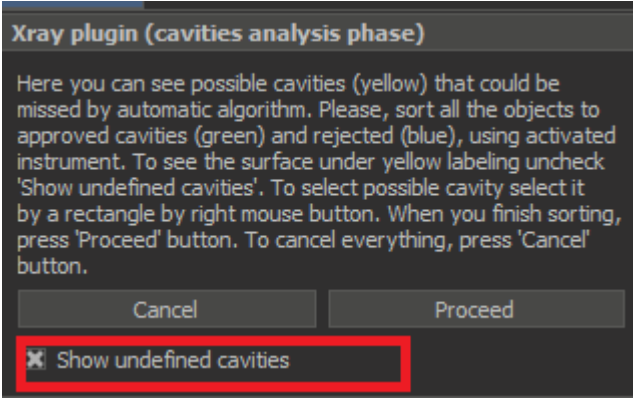 Xray plugin (cavities analysis phase)
Here you can see possible cavities (yellow) that could be
missed by automatic algorithm. Please, sort all the objects to
approved cavities (green) and rejected (blue), using activated
instrument. To see the surface under yellow labeling uncheck
'Show undefined cavities'. To select possible cavity select it
by a rectangle by right mouse button. When you finish sorting,
press 'Proceed' button. To cancel everything, press 'Cancel'
button.
Cancel Proceed
Show undefined cavities